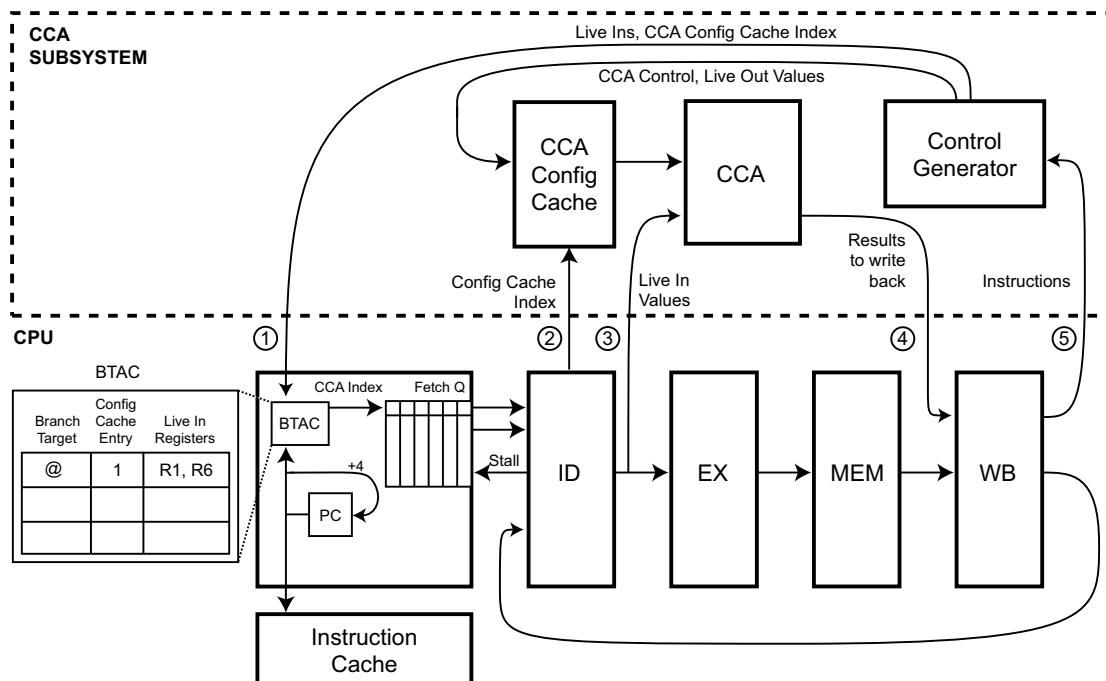 CCA
SUBSYSTEM
Live Ins, CCA Config Cache Index
CCA Control, Live Out Values
CCA
Config
Cache
CCA
Control
Generator
Config Cache
Index
Live In
Values
Results
to write
back
Instructions
CPU
1
2
3
4
5
BTAC
Branch
Target
Config
Cache
Entry
Live In
Registers
@
1
R1, R6
CCA Index
Fetch Q
BTAC
+4
PC
Stall
ID
EX
MEM
WB
Instruction
Cache